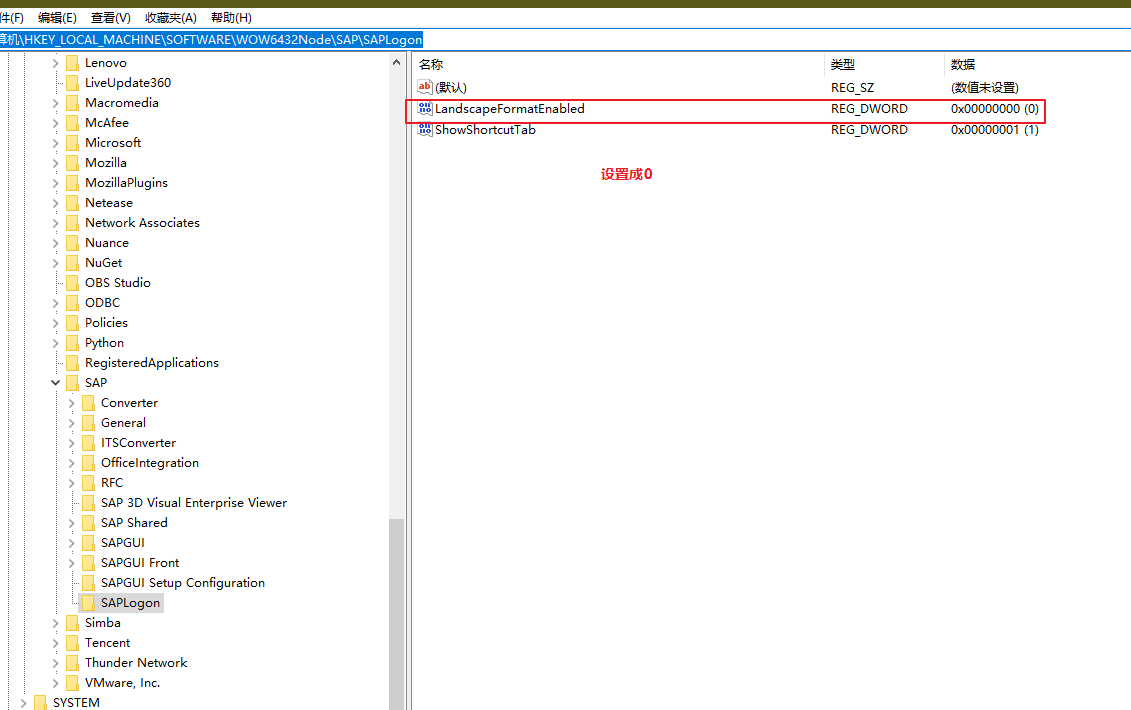 件(F) 编辑(E) 查看(V) 收藏夹(A) 帮助(H)
算机\HKEY_LOCAL_MACHINE\SOFTWARE\WOW6432Node\SAP\SAPLogon
Lenovo
LiveUpdate360
Macromedia
McAfee
Microsoft
Mozilla
MozillaPlugins
Netease
Network Associates
Nuance
NuGet
OBS Studio
ODBC
Policies
Python
RegisteredApplications
SAP
Converter
General
ITSConverter
OfficeIntegration
RFC
SAP 3D Visual Enterprise Viewer
SAP Shared
SAPGUI
SAPGUI Front
SAPGUI Setup Configuration
SAPLogon
Simba
Tencent
Thunder Network
VMware, Inc.
SYSTEM
名称 类型 数据
(默认) REG_SZ (数值未设置)
LandscapeFormatEnabled REG_DWORD 0x00000000 (0)
ShowShortcutTab REG_DWORD 0x00000001 (1)
设置成0